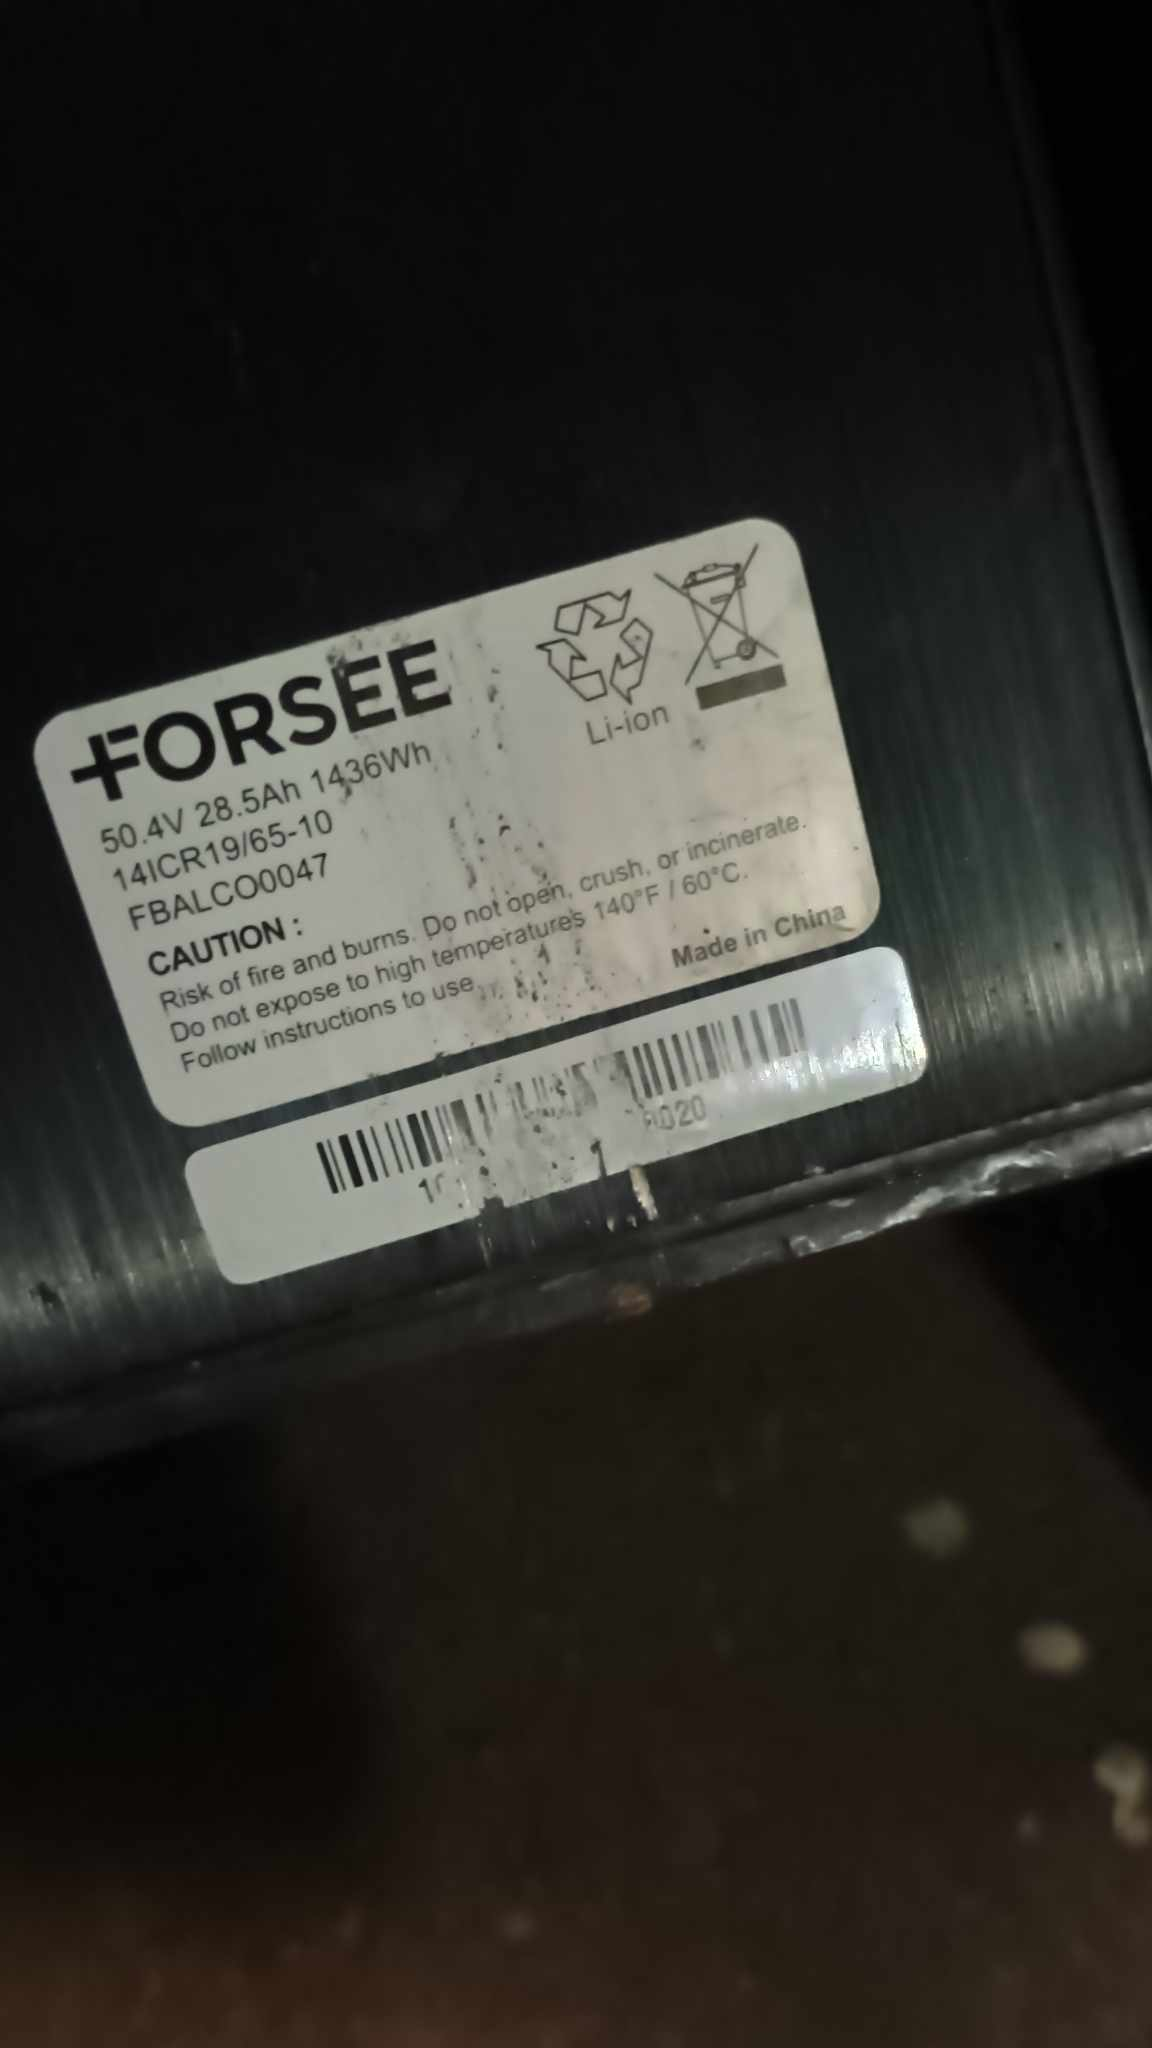 FORSEE
50.4V 28.5Ah 1436Wh
14ICR19/65-10
FBALCO0047
Li-ion
CAUTION :
Risk of fire and burns. Do not open, crush, or incinerate.
Do not expose to high temperatures 140°F / 60°C.
Follow instructions to use.
Made in China